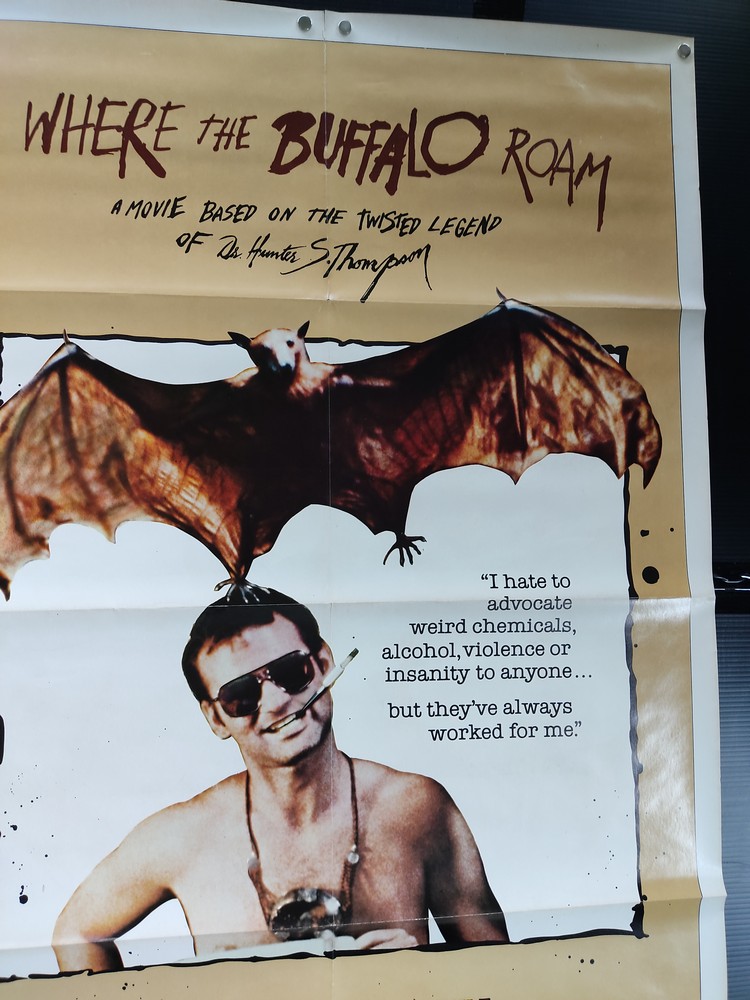 WHERE THE BUFFALO ROAM
A MOVIE BASED ON THE TWISTED LEGEND
OF Dr. Hunter S. Thompson
“I hate to
advocate
weird chemicals,
alcohol, violence or
insanity to anyone...
but they’ve always
worked for me.”